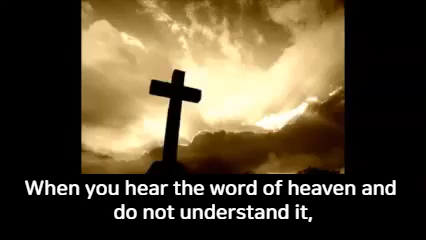 When you hear the word of heaven and
do not understand it,